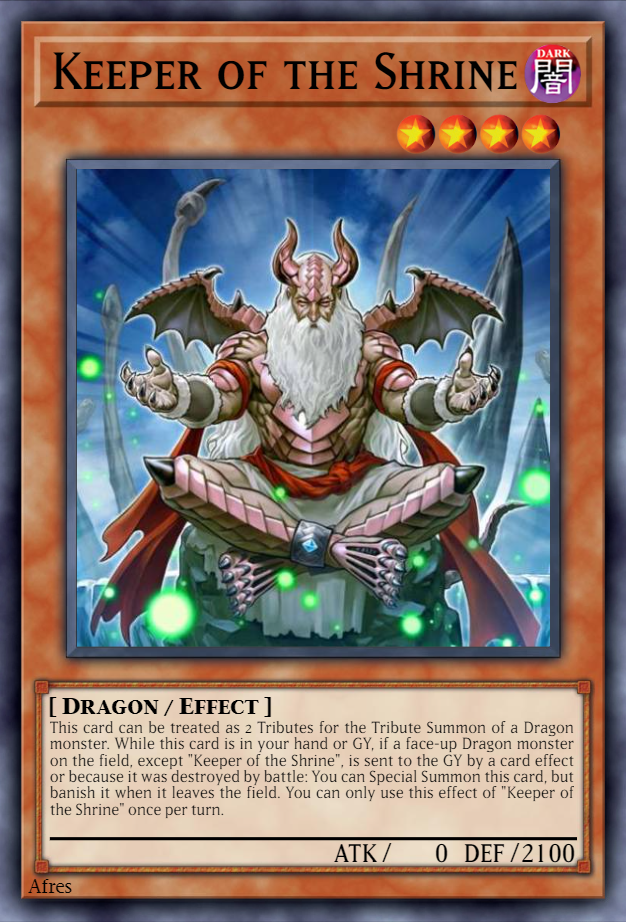 KEEPER OF THE SHRINE
DARK
闇
[ DRAGON / EFFECT ]
This card can be treated as 2 Tributes for the Tribute Summon of a Dragon
monster. While this card is in your hand or GY, if a face-up Dragon monster
on the field, except "Keeper of the Shrine", is sent to the GY by a card effect
or because it was destroyed by battle: You can Special Summon this card, but
banish it when it leaves the field. You can only use this effect of "Keeper of
the Shrine" once per turn.
ATK / 0 DEF /2100
Afres